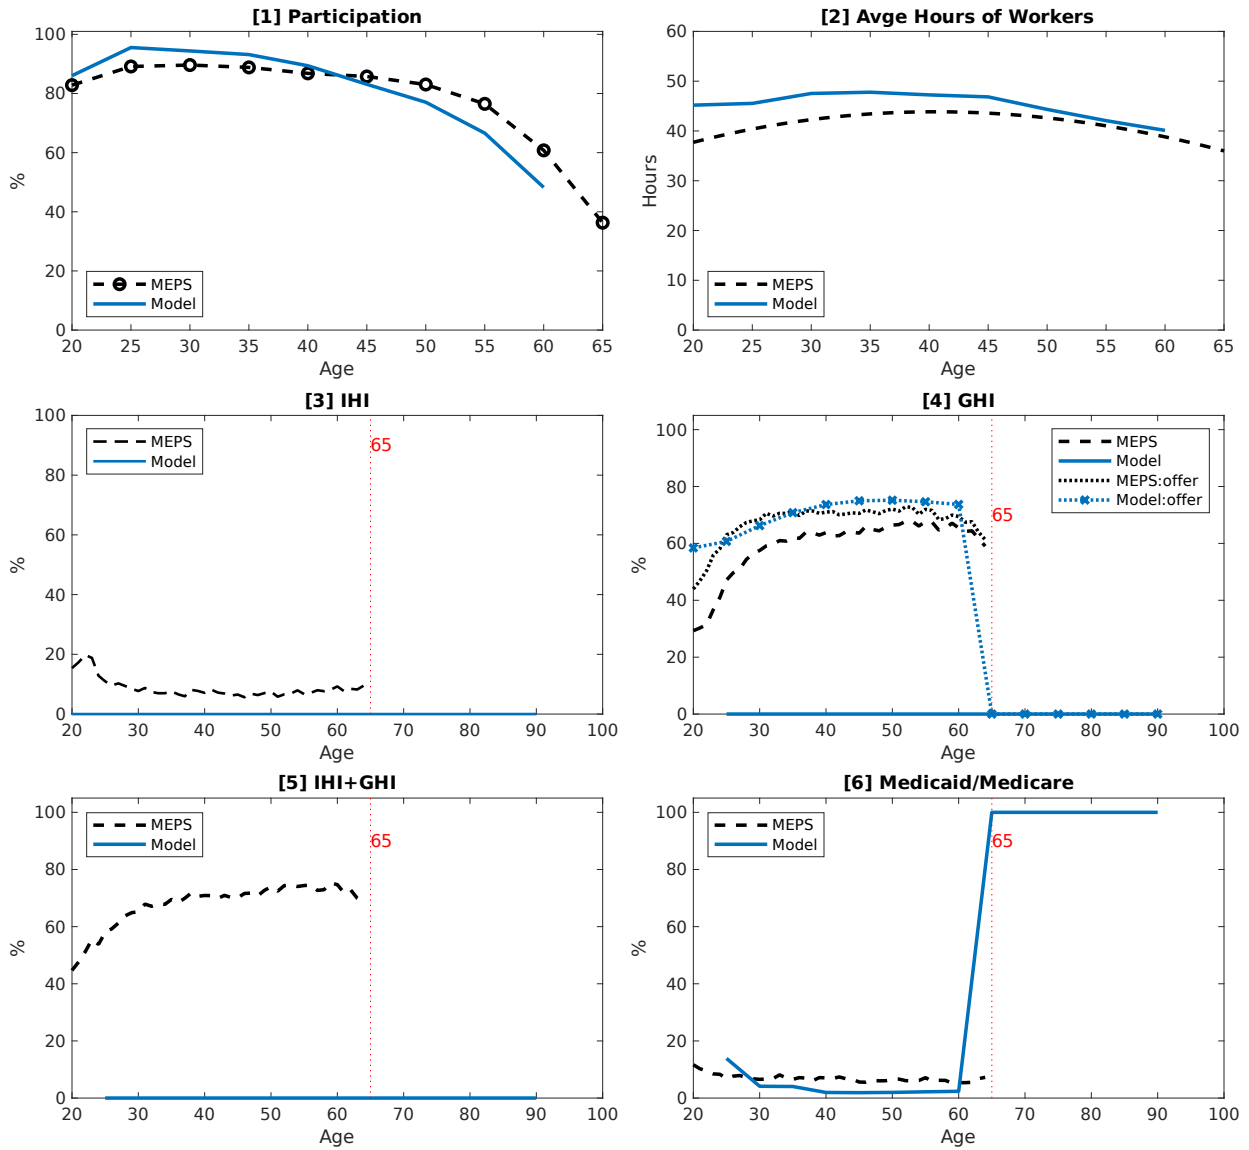 [1] Participation
100
80
60
40
20
0
%
MEPS
Model
20 25 30 35 40 45 50 55 60 65
Age
[2] Avge Hours of Workers
60
50
40
30
20
10
0
Hours
MEPS
Model
20 25 30 35 40 45 50 55 60 65
Age
[3] IHI
100
80
60
40
20
0
%
MEPS
Model
65
20 30 40 50 60 70 80 90 100
Age
[4] GHI
100
80
60
40
20
0
%
MEPS
Model
MEPS:offer
Model:offer
65
20 30 40 50 60 70 80 90 100
Age
[5] IHI+GHI
100
80
60
40
20
0
%
MEPS
Model
65
20 30 40 50 60 70 80 90 100
Age
[6] Medicaid/Medicare
100
80
60
40
20
0
%
MEPS
Model
65
20 30 40 50 60 70 80 90 100
Age